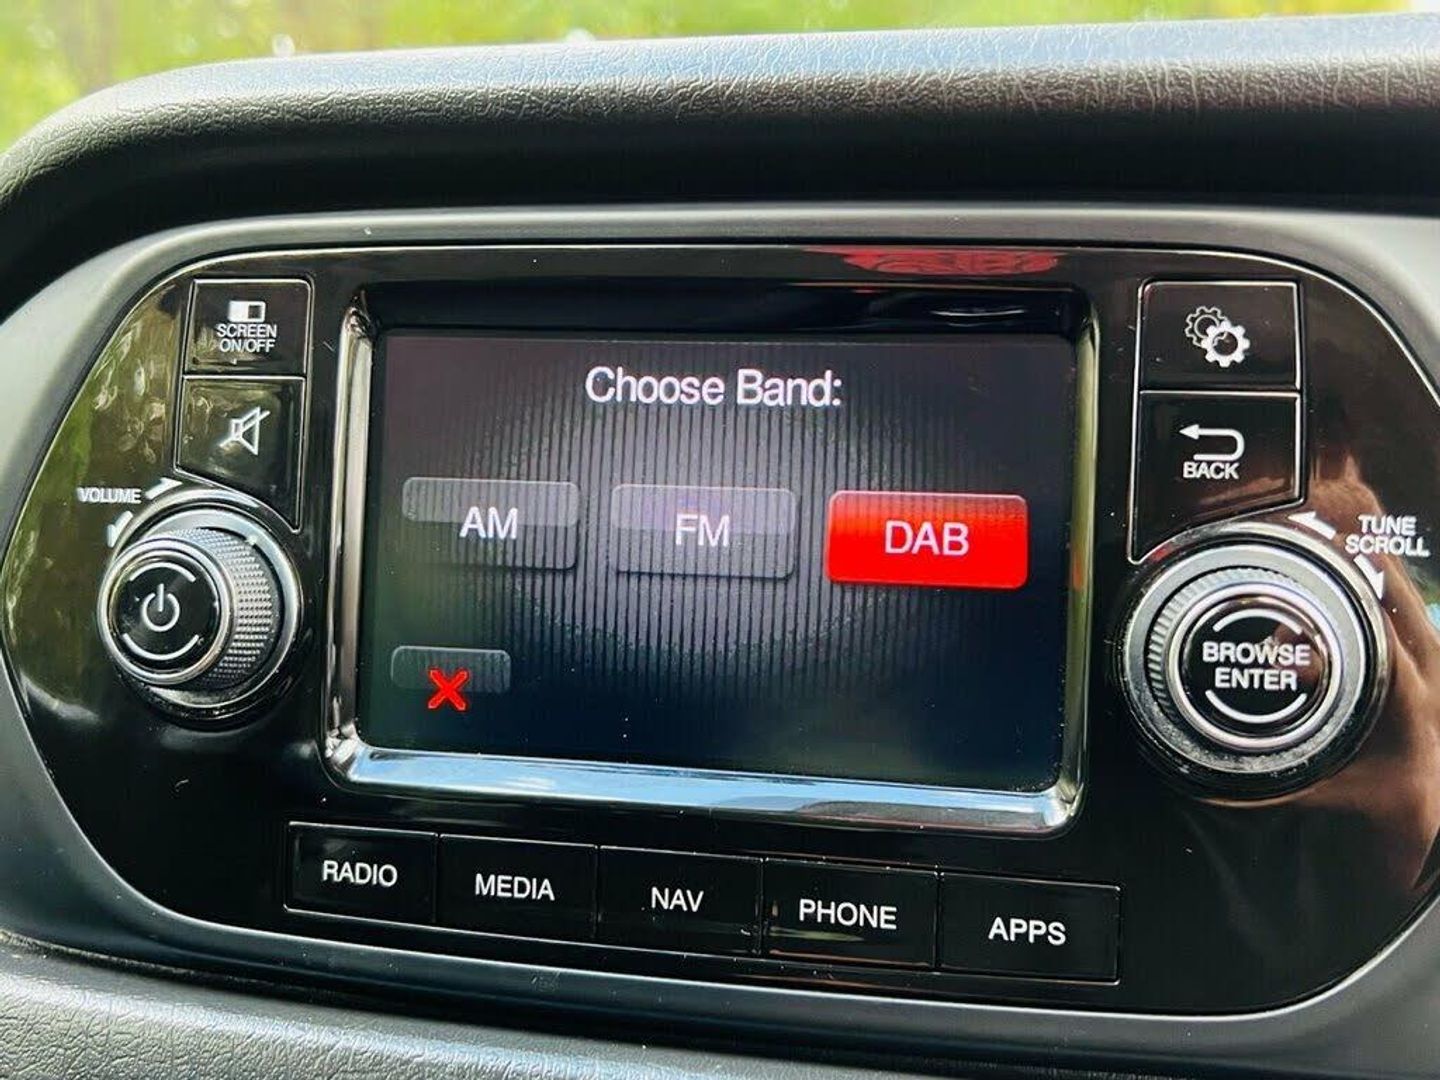 SCREEN
ON/OFF
VOLUME
Choose Band:
AM
FM
DAB
BACK
TUNE
SCROLL
BROWSE
ENTER
RADIO
MEDIA
NAV
PHONE
APPS